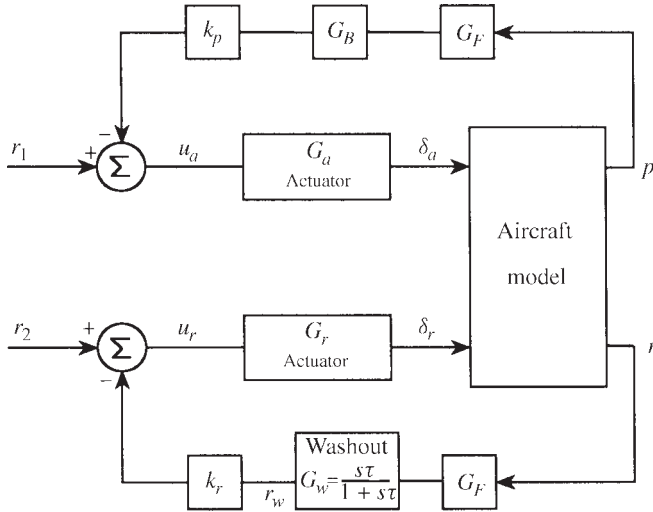 k_p
G_B
G_F
−
r_1
+
Σ
u_a
G_a
Actuator
δ_a
p
Aircraft
model
r_2
+
Σ
−
u_r
G_r
Actuator
δ_r
r
k_r
r_w
Washout
G_w = sτ / 1 + sτ
G_F